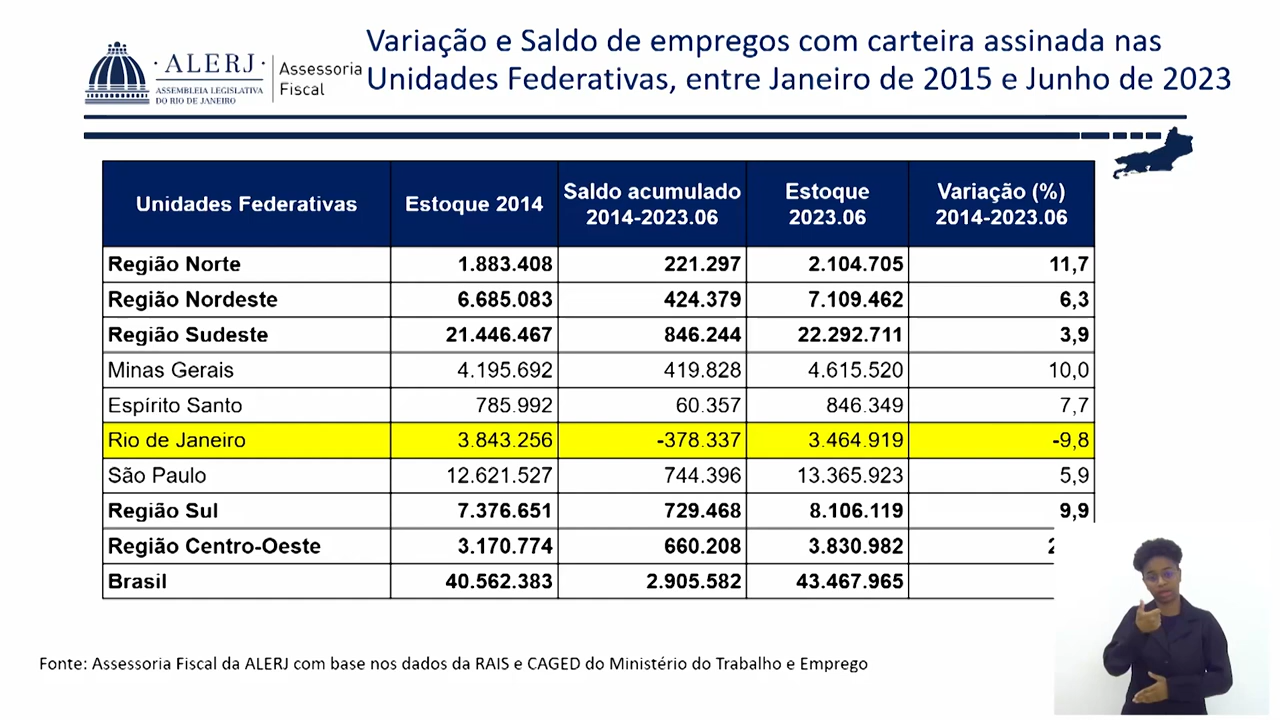 Variação e Saldo de empregos com carteira assinada nas
Unidades Federativas, entre Janeiro de 2015 e Junho de 2023
·ALERJ·
ASSEMBLEIA LEGISLATIVA
DO RIO DE JANEIRO
Assessoria
Fiscal
Unidades Federativas Estoque 2014 Saldo acumulado 2014-2023.06 Estoque 2023.06 Variação (%) 2014-2023.06
Região Norte 1.883.408 221.297 2.104.705 11,7
Região Nordeste 6.685.083 424.379 7.109.462 6,3
Região Sudeste 21.446.467 846.244 22.292.711 3,9
Minas Gerais 4.195.692 419.828 4.615.520 10,0
Espírito Santo 785.992 60.357 846.349 7,7
Rio de Janeiro 3.843.256 -378.337 3.464.919 -9,8
São Paulo 12.621.527 744.396 13.365.923 5,9
Região Sul 7.376.651 729.468 8.106.119 9,9
Região Centro-Oeste 3.170.774 660.208 3.830.982
Brasil 40.562.383 2.905.582 43.467.965
Fonte: Assessoria Fiscal da ALERJ com base nos dados da RAIS e CAGED do Ministério do Trabalho e Emprego